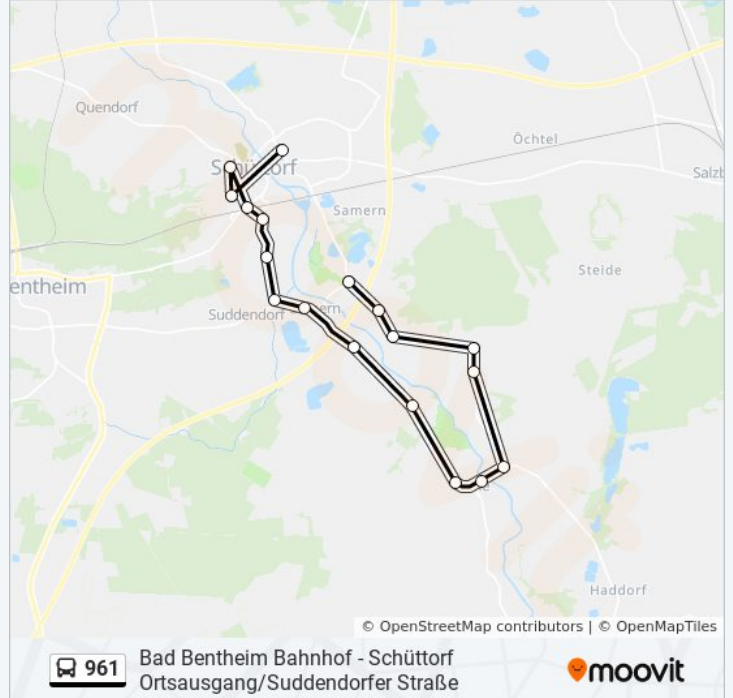 Quendorf
Öchtel
Schüttorf
Samern
Steide
entheim
Suddendorf
ern
Haddorf
© OpenStreetMap contributors | © OpenMapTiles
961
Bad Bentheim Bahnhof - Schüttorf
Ortsausgang/Suddendorfer Straße
moovit